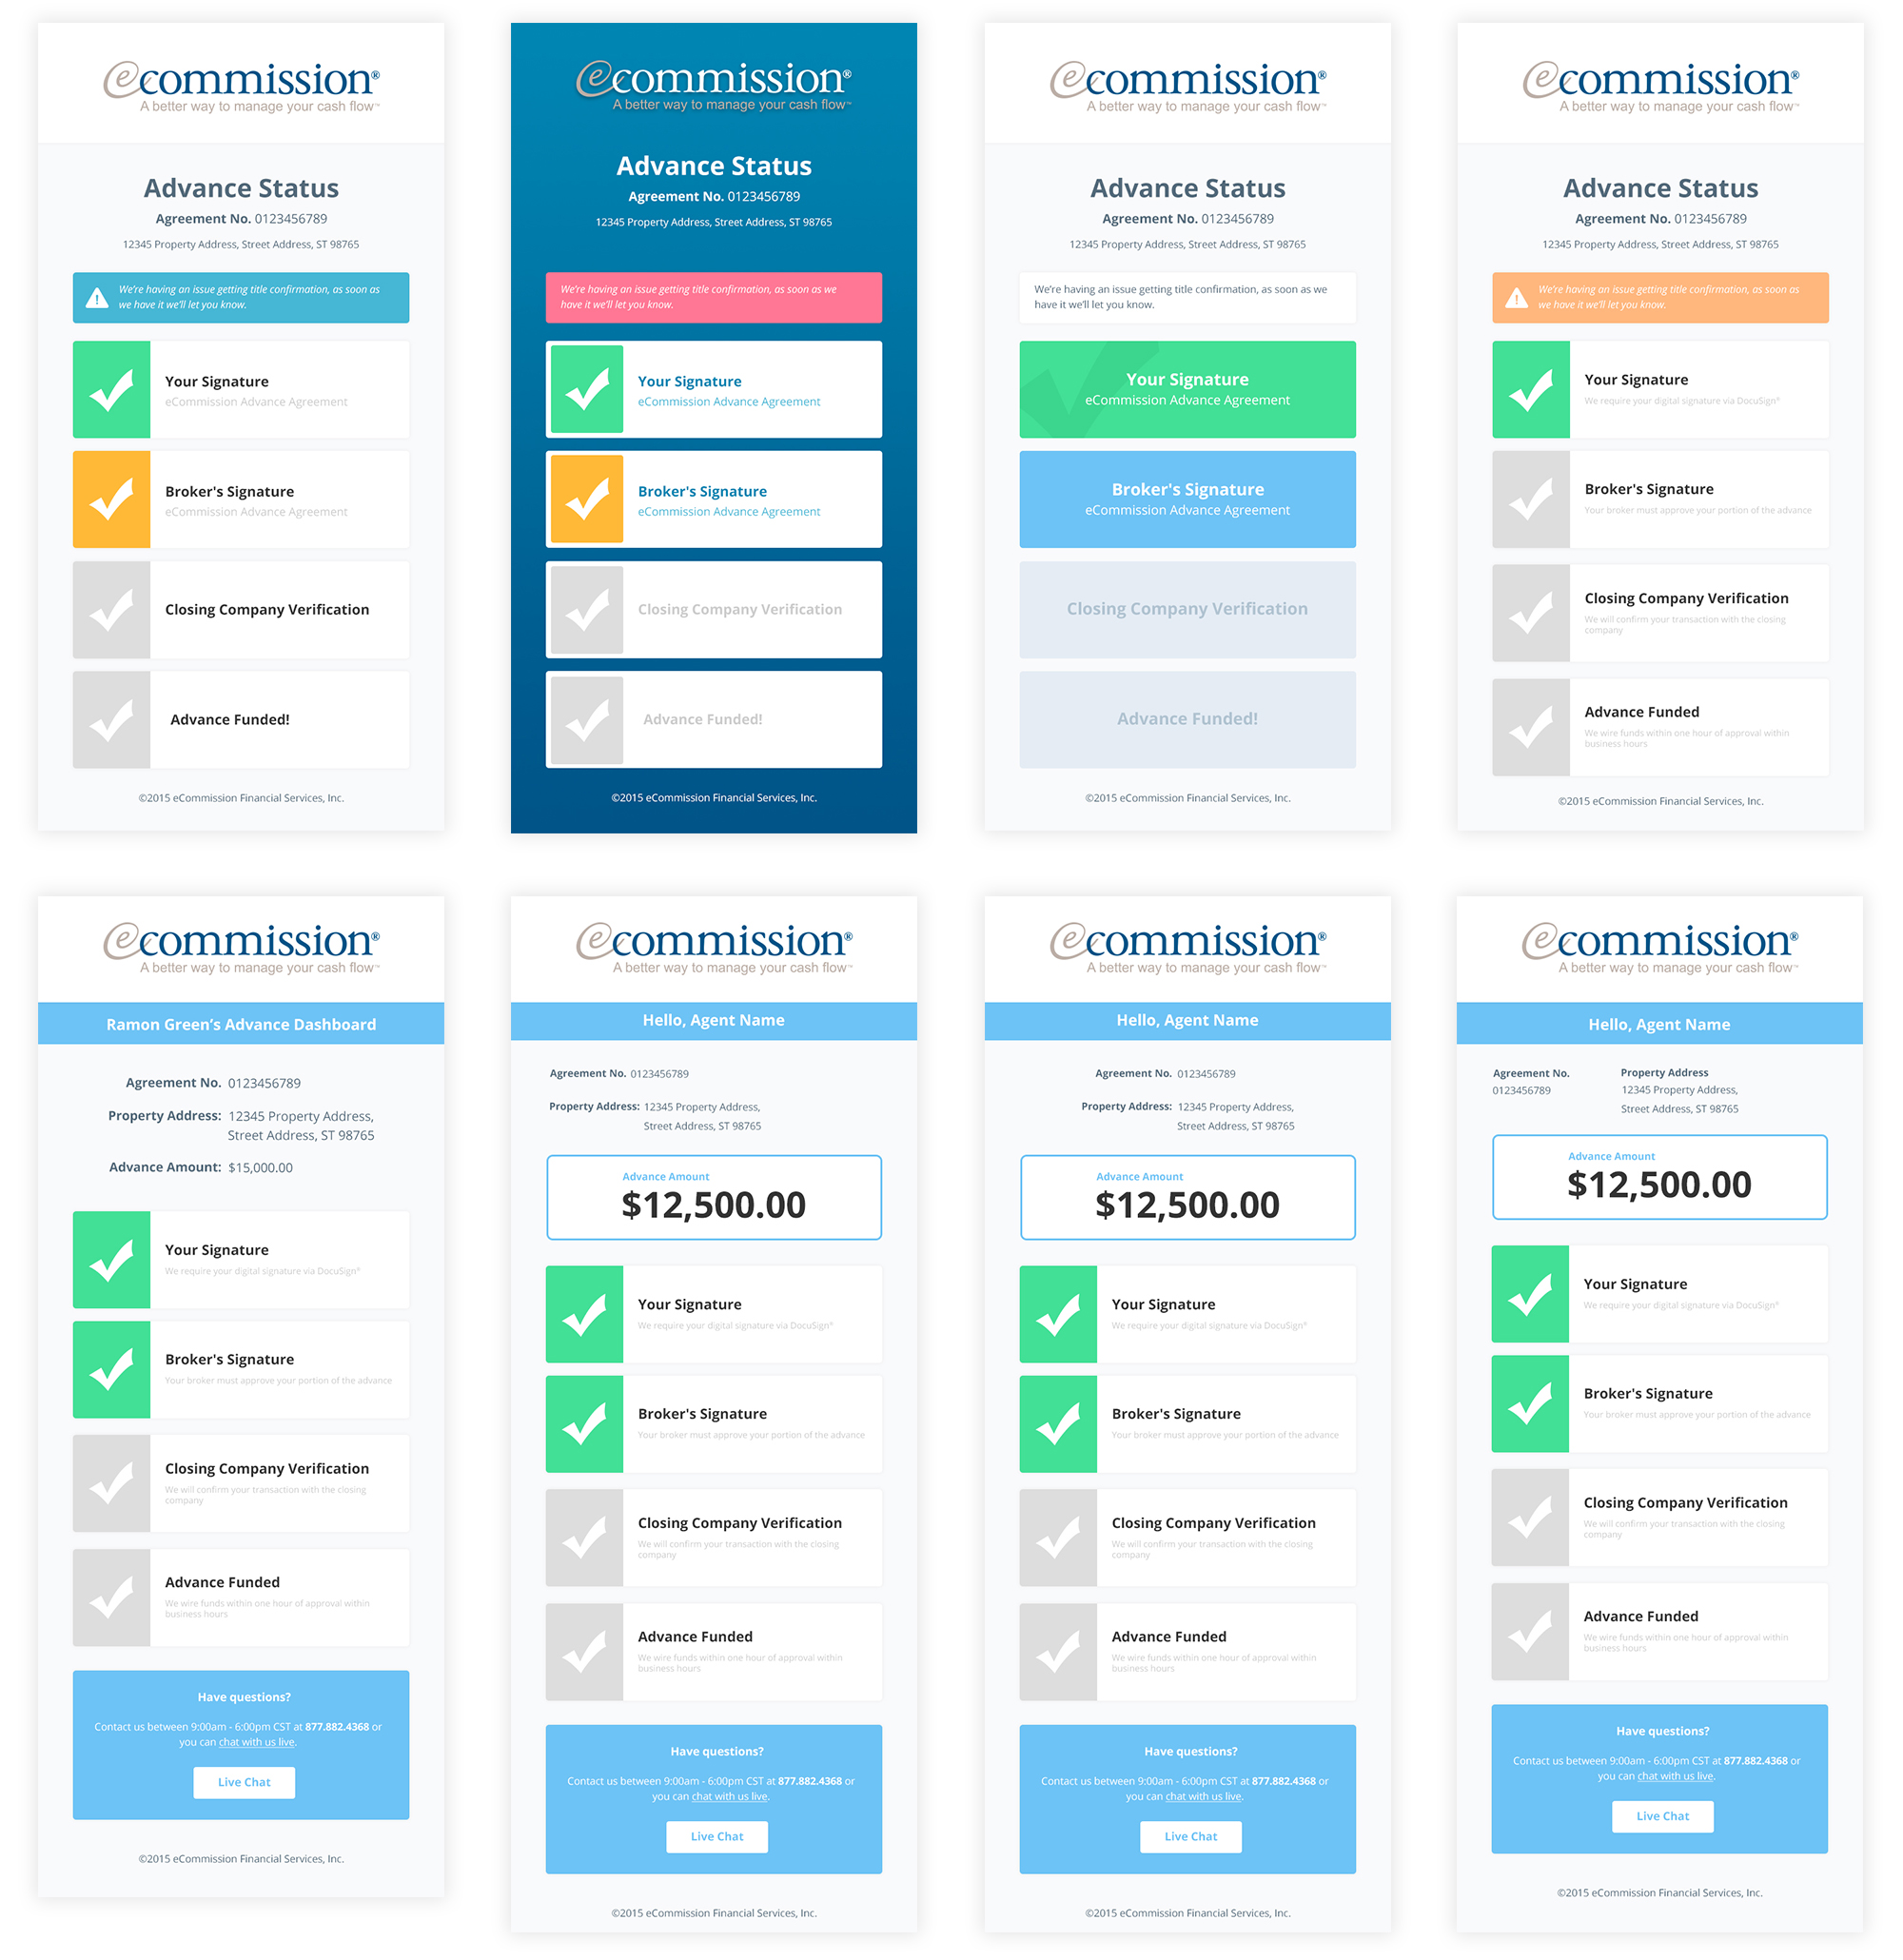 ecommission®
A better way to manage your cash flow™
Advance Status
Agreement No. 0123456789
12345 Property Address, Street Address, ST 98765
We're having an issue getting title confirmation, as soon as
we have it we'll let you know.
Your Signature
eCommission Advance Agreement
Broker's Signature
eCommission Advance Agreement
Closing Company Verification
Advance Funded!
©2015 eCommission Financial Services, Inc.
ecommission®
A better way to manage your cash flow™
Advance Status
Agreement No. 0123456789
12345 Property Address, Street Address, ST 98765
We're having an issue getting title confirmation, as soon as we
have it we'll let you know.
Your Signature
eCommission Advance Agreement
Broker's Signature
eCommission Advance Agreement
Closing Company Verification
Advance Funded!
©2015 eCommission Financial Services, Inc.
ecommission®
A better way to manage your cash flow™
Advance Status
Agreement No. 0123456789
12345 Property Address, Street Address, ST 98765
We're having an issue getting title confirmation, as soon as we
have it we'll let you know.
Your Signature
eCommission Advance Agreement
Broker's Signature
eCommission Advance Agreement
Closing Company Verification
Advance Funded!
©2015 eCommission Financial Services, Inc.
ecommission®
A better way to manage your cash flow™
Advance Status
Agreement No. 0123456789
12345 Property Address, Street Address, ST 98765
We're having an issue getting title confirmation, as soon as
we have it we'll let you know.
Your Signature
We require your digital signature via DocuSign®
Broker's Signature
Your broker must approve your portion of the advance
Closing Company Verification
We will confirm your transaction with the closing
company
Advance Funded
We wire funds within one hour of approval within
business hours
©2015 eCommission Financial Services, Inc.
ecommission®
A better way to manage your cash flow™
Ramon Green's Advance Dashboard
Agreement No. 0123456789
Property Address: 12345 Property Address,
Street Address, ST 98765
Advance Amount: $15,000.00
Your Signature
We require your digital signature via DocuSign®
Broker's Signature
Your broker must approve your portion of the advance
Closing Company Verification
We will confirm your transaction with the closing
company
Advance Funded
We wire funds within one hour of approval within
business hours
Have questions?
Contact us between 9:00am - 6:00pm CST at 877.882.4368 or
you can chat with us live.
Live Chat
©2015 eCommission Financial Services, Inc.
ecommission®
A better way to manage your cash flow™
Hello, Agent Name
Agreement No. 0123456789
Property Address: 12345 Property Address,
Street Address, ST 98765
Advance Amount
$12,500.00
Your Signature
We require your digital signature via DocuSign®
Broker's Signature
Your broker must approve your portion of the advance
Closing Company Verification
We will confirm your transaction with the closing
company
Advance Funded
We wire funds within one hour of approval within
business hours
Have questions?
Contact us between 9:00am - 6:00pm CST at 877.882.4368 or
you can chat with us live.
Live Chat
©2015 eCommission Financial Services, Inc.
ecommission®
A better way to manage your cash flow™
Hello, Agent Name
Agreement No. 0123456789
Property Address: 12345 Property Address,
Street Address, ST 98765
Advance Amount
$12,500.00
Your Signature
We require your digital signature via DocuSign®
Broker's Signature
Your broker must approve your portion of the advance
Closing Company Verification
We will confirm your transaction with the closing
company
Advance Funded
We wire funds within one hour of approval within
business hours
Have questions?
Contact us between 9:00am - 6:00pm CST at 877.882.4368 or
you can chat with us live.
Live Chat
©2015 eCommission Financial Services, Inc.
ecommission®
A better way to manage your cash flow™
Hello, Agent Name
Agreement No.
0123456789
Property Address
12345 Property Address,
Street Address, ST 98765
Advance Amount
$12,500.00
Your Signature
We require your digital signature via DocuSign®
Broker's Signature
Your broker must approve your portion of the advance
Closing Company Verification
We will confirm your transaction with the closing
company
Advance Funded
We wire funds within one hour of approval within
business hours
Have questions?
Contact us between 9:00am - 6:00pm CST at 877.882.4368 or
you can chat with us live.
Live Chat
©2015 eCommission Financial Services, Inc.